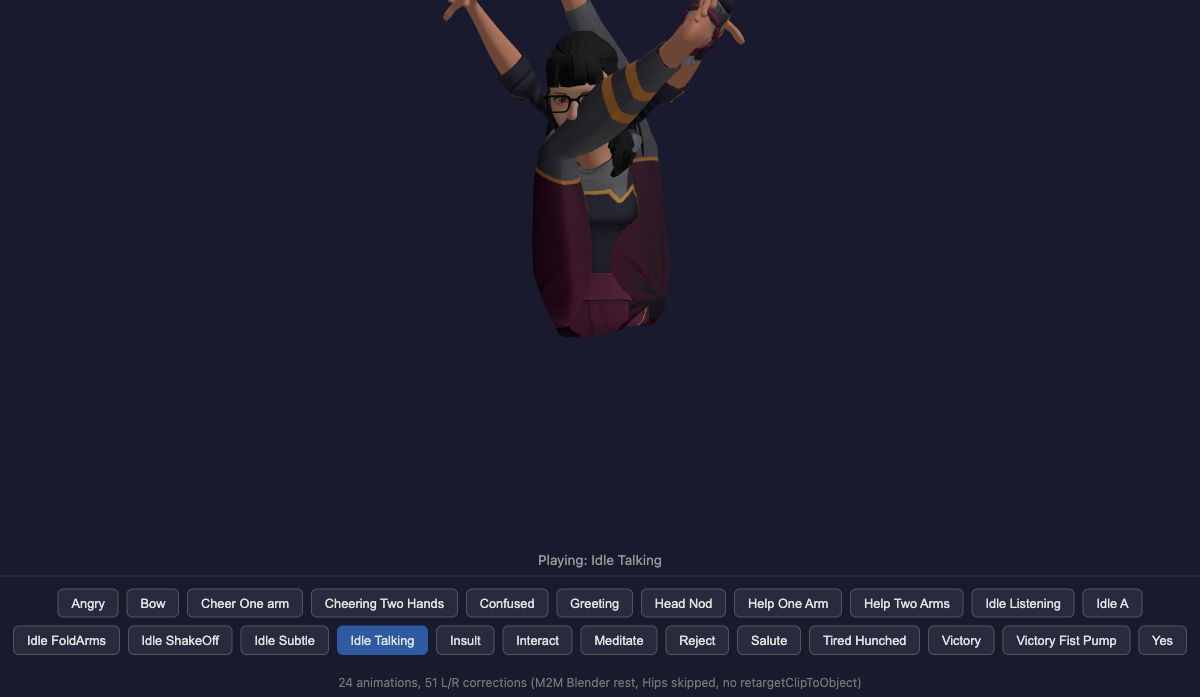 Playing: Idle Talking
Angry Bow Cheer One arm Cheering Two Hands Confused Greeting Head Nod Help One Arm Help Two Arms Idle Listening Idle A
Idle FoldArms Idle ShakeOff Idle Subtle Idle Talking Insult Interact Meditate Reject Salute Tired Hunched Victory Victory Fist Pump Yes
24 animations, 51 L/R corrections (M2M Blender rest, Hips skipped, no retargetClipToObject)